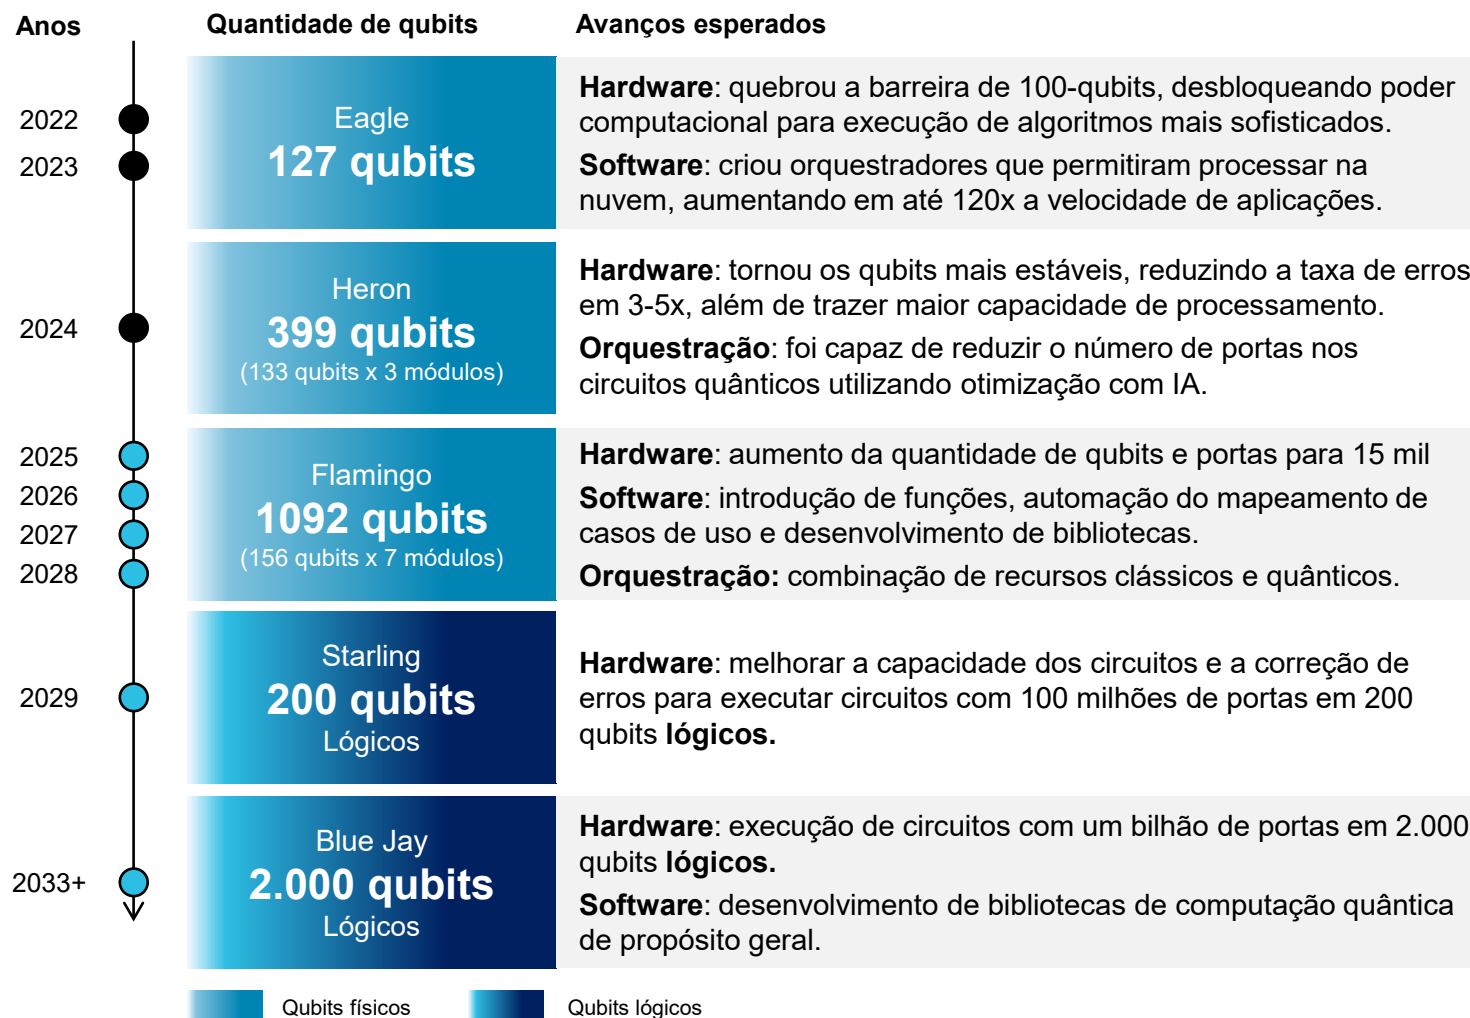 Anos
Quantidade de qubits
Avanços esperados
2022
2023
Eagle
127 qubits
Hardware: quebrou a barreira de 100-qubits, desbloqueando poder
computacional para execução de algoritmos mais sofisticados.
Software: criou orquestradores que permitiram processar na
nuvem, aumentando em até 120x a velocidade de aplicações.
2024
Heron
399 qubits
(133 qubits x 3 módulos)
Hardware: tornou os qubits mais estáveis, reduzindo a taxa de erros
em 3-5x, além de trazer maior capacidade de processamento.
Orquestração: foi capaz de reduzir o número de portas nos
circuitos quânticos utilizando otimização com IA.
2025
2026
2027
2028
Flamingo
1092 qubits
(156 qubits x 7 módulos)
Hardware: aumento da quantidade de qubits e portas para 15 mil
Software: introdução de funções, automação do mapeamento de
casos de uso e desenvolvimento de bibliotecas.
Orquestração: combinação de recursos clássicos e quânticos.
2029
Starling
200 qubits
Lógicos
Hardware: melhorar a capacidade dos circuitos e a correção de
erros para executar circuitos com 100 milhões de portas em 200
qubits lógicos.
2033+
Blue Jay
2.000 qubits
Lógicos
Hardware: execução de circuitos com um bilhão de portas em 2.000
qubits lógicos.
Software: desenvolvimento de bibliotecas de computação quântica
de propósito geral.
Qubits físicos
Qubits lógicos